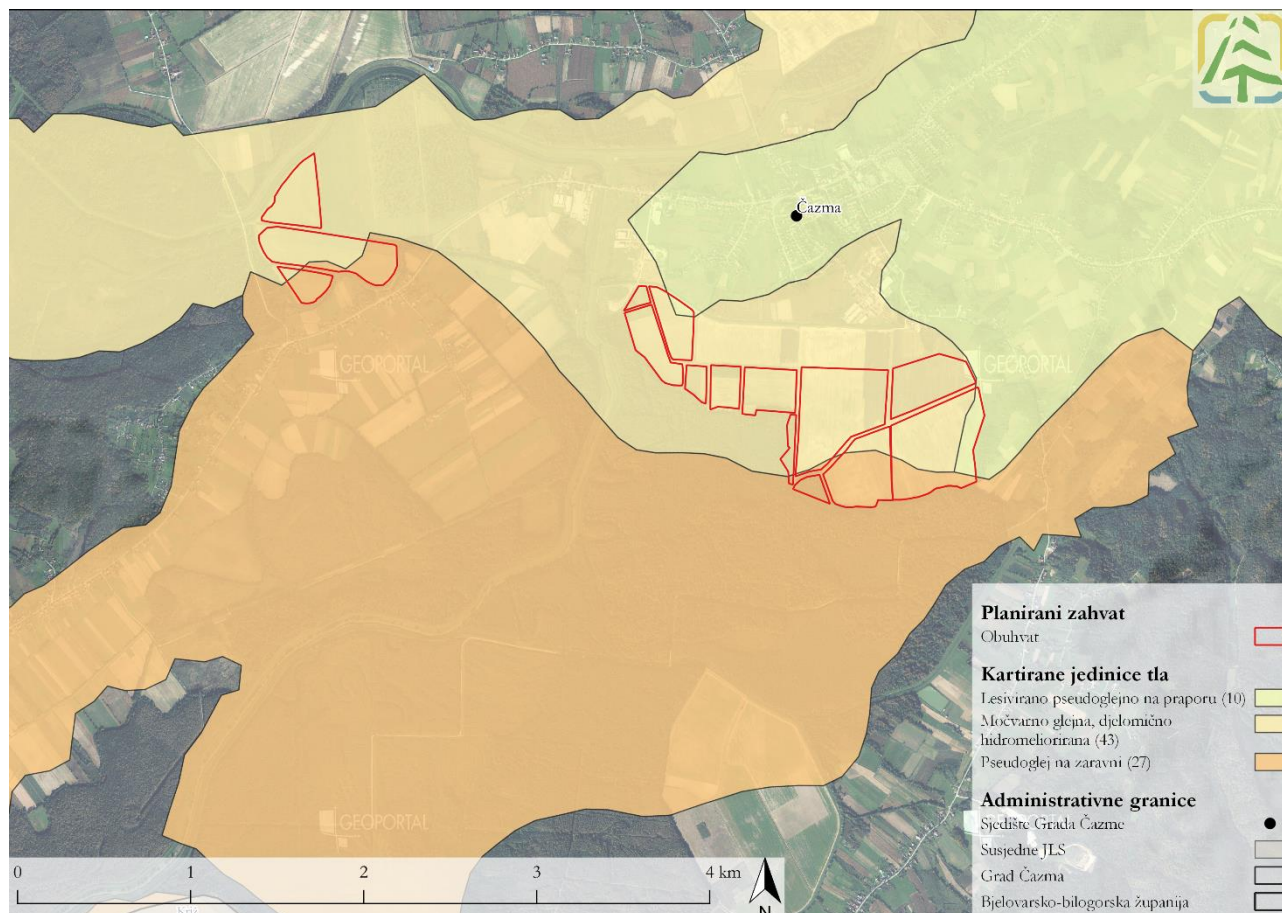 Čazma
GEOPORTAL
GEOPORTAL
GEOPORTAL
Planirani zahvat
Obuhvat
Kartirane jedinice tla
Lesivirano pseudoglejno na praporu (10)
Močvarno glejna, djelomično
hidromeliorirana (43)
Pseudoglej na zaravni (27)
Administrativne granice
Sjedište Grada Čazme
Susjedne JLS
Grad Čazma
Bjelovarsko-bilogorska županija
0 1 2 3 4 km
N